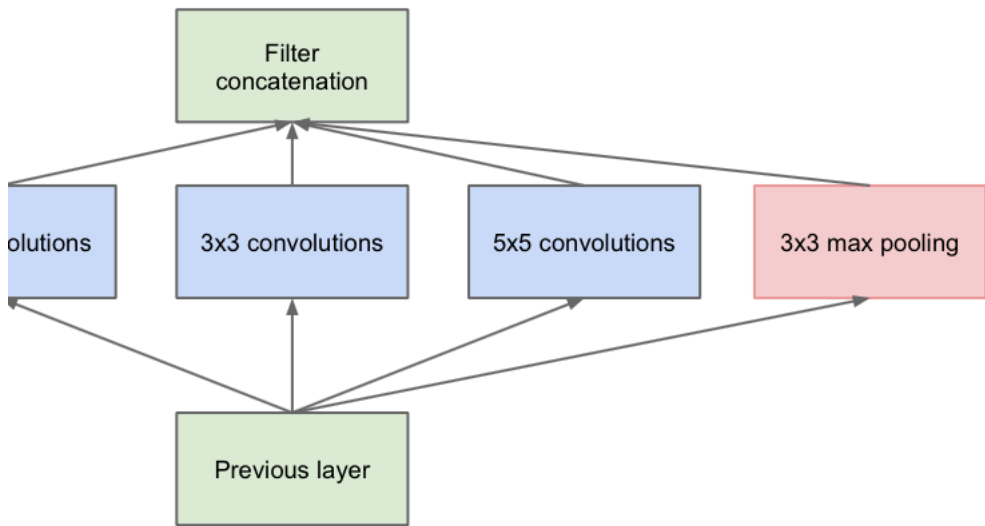 Filter
concatenation
olutions
3x3 convolutions
5x5 convolutions
3x3 max pooling
Previous layer